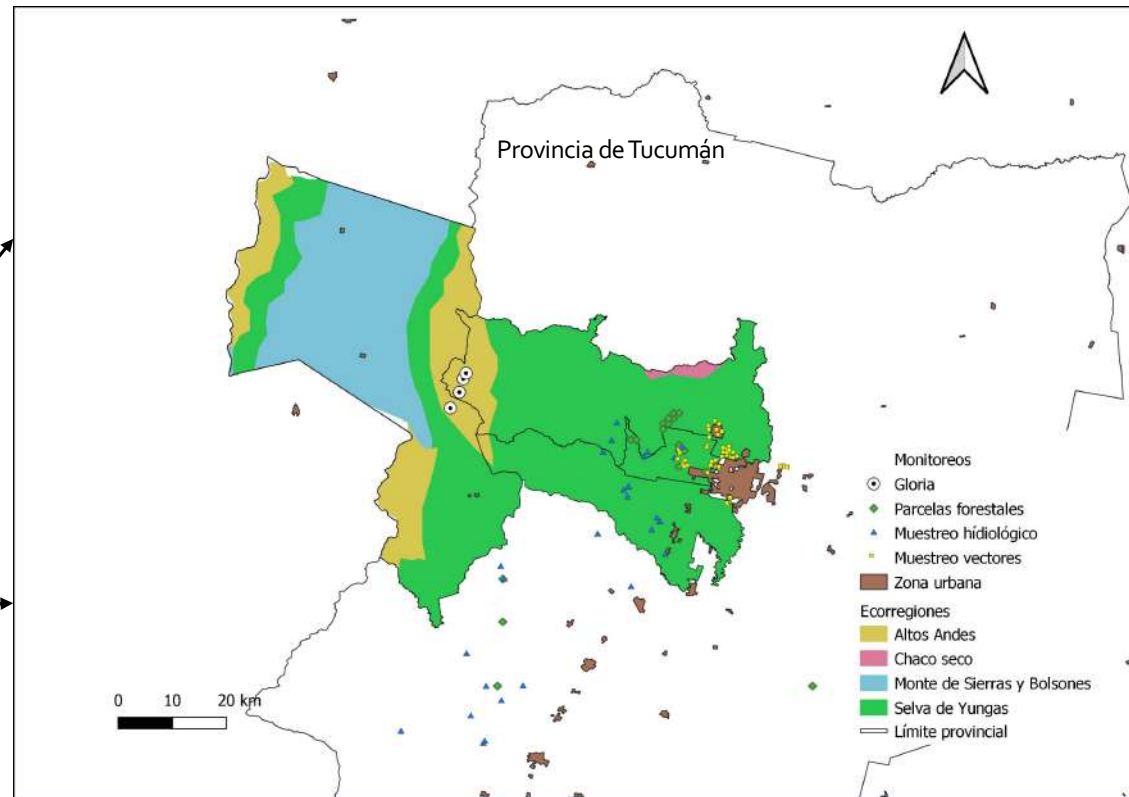 Provincia de Tucumán
Monitoreos
Gloria
Parcelas forestales
Muestreo hídiológico
Muestreo vectores
Zona urbana
Ecorregiones
Altos Andes
Chaco seco
Monte de Sierras y Bolsones
Selva de Yungas
Límite provincial
0 10 20 km